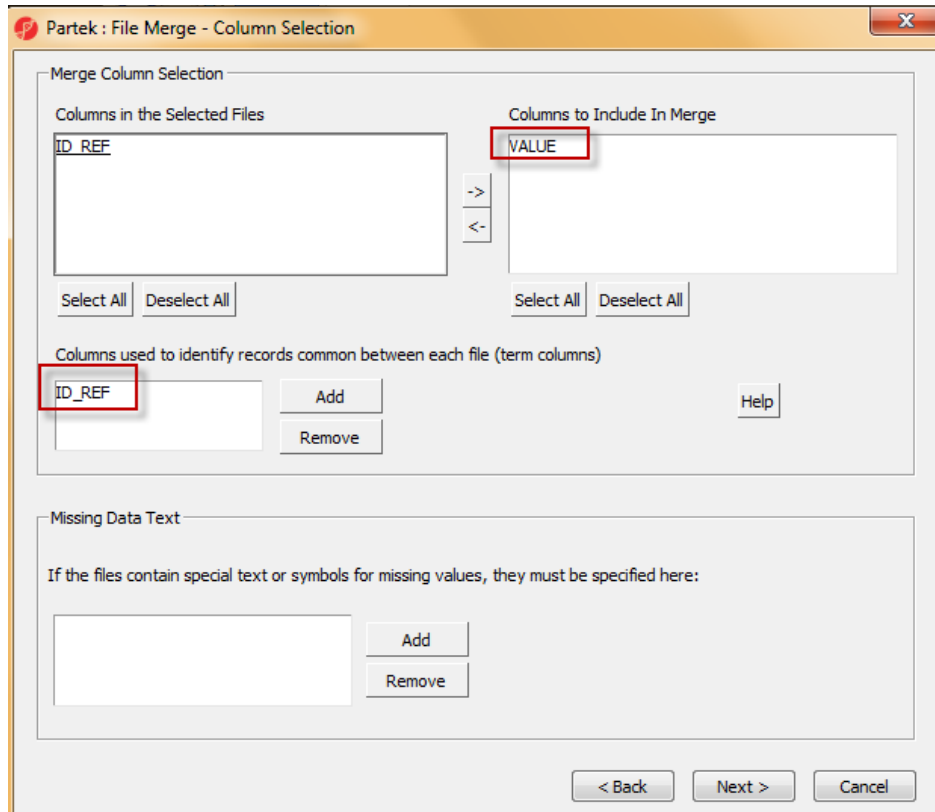 Partek : File Merge - Column Selection
X
Merge Column Selection
Columns in the Selected Files
Columns to Include In Merge
ID_REF
VALUE
->
<-
Select All
Deselect All
Select All
Deselect All
Columns used to identify records common between each file (term columns)
ID_REF
Add
Help
Remove
Missing Data Text
If the files contain special text or symbols for missing values, they must be specified here:
Add
Remove
< Back
Next >
Cancel